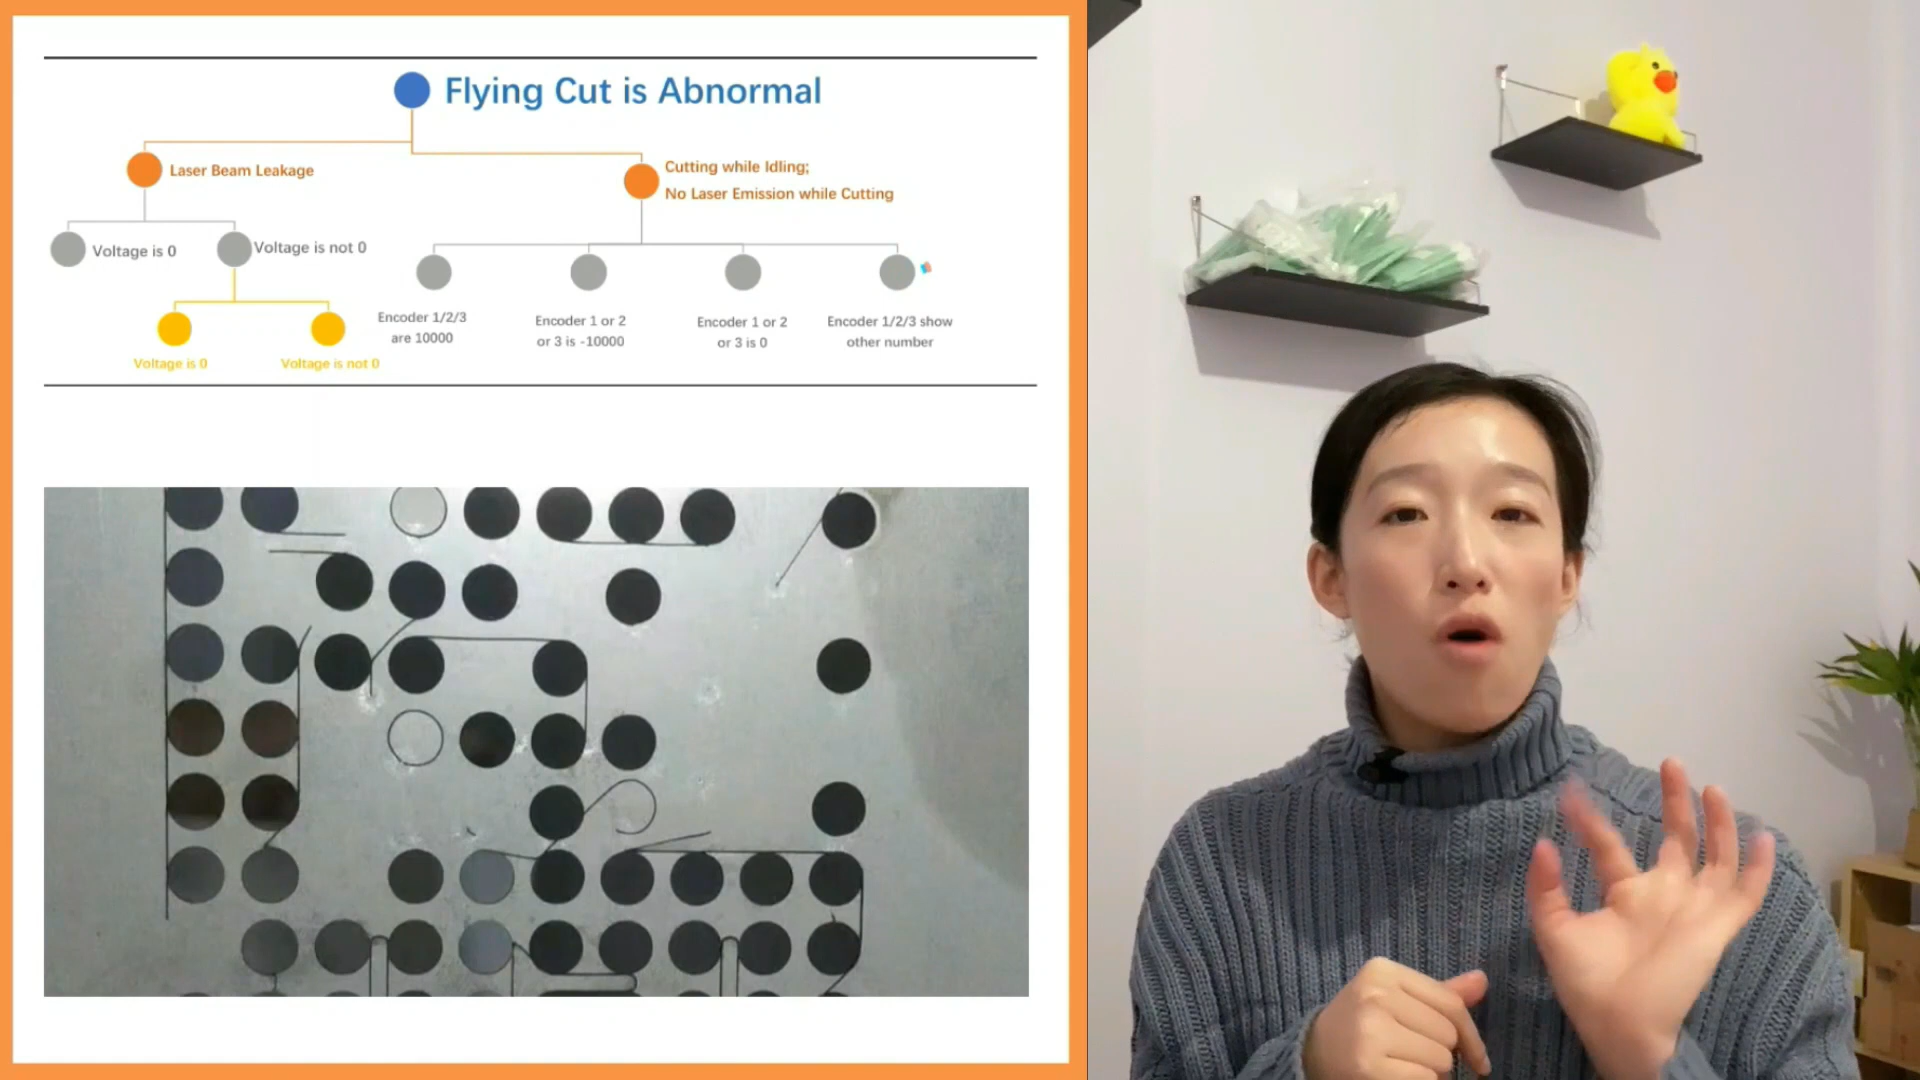 Flying Cut is Abnormal
Laser Beam Leakage
Cutting while Idling;
No Laser Emission while Cutting
Voltage is 0
Voltage is not 0
Encoder 1/2/3
are 10000
Encoder 1 or 2
or 3 is -10000
Encoder 1 or 2
or 3 is 0
Encoder 1/2/3 show
other number
Voltage is 0
Voltage is not 0